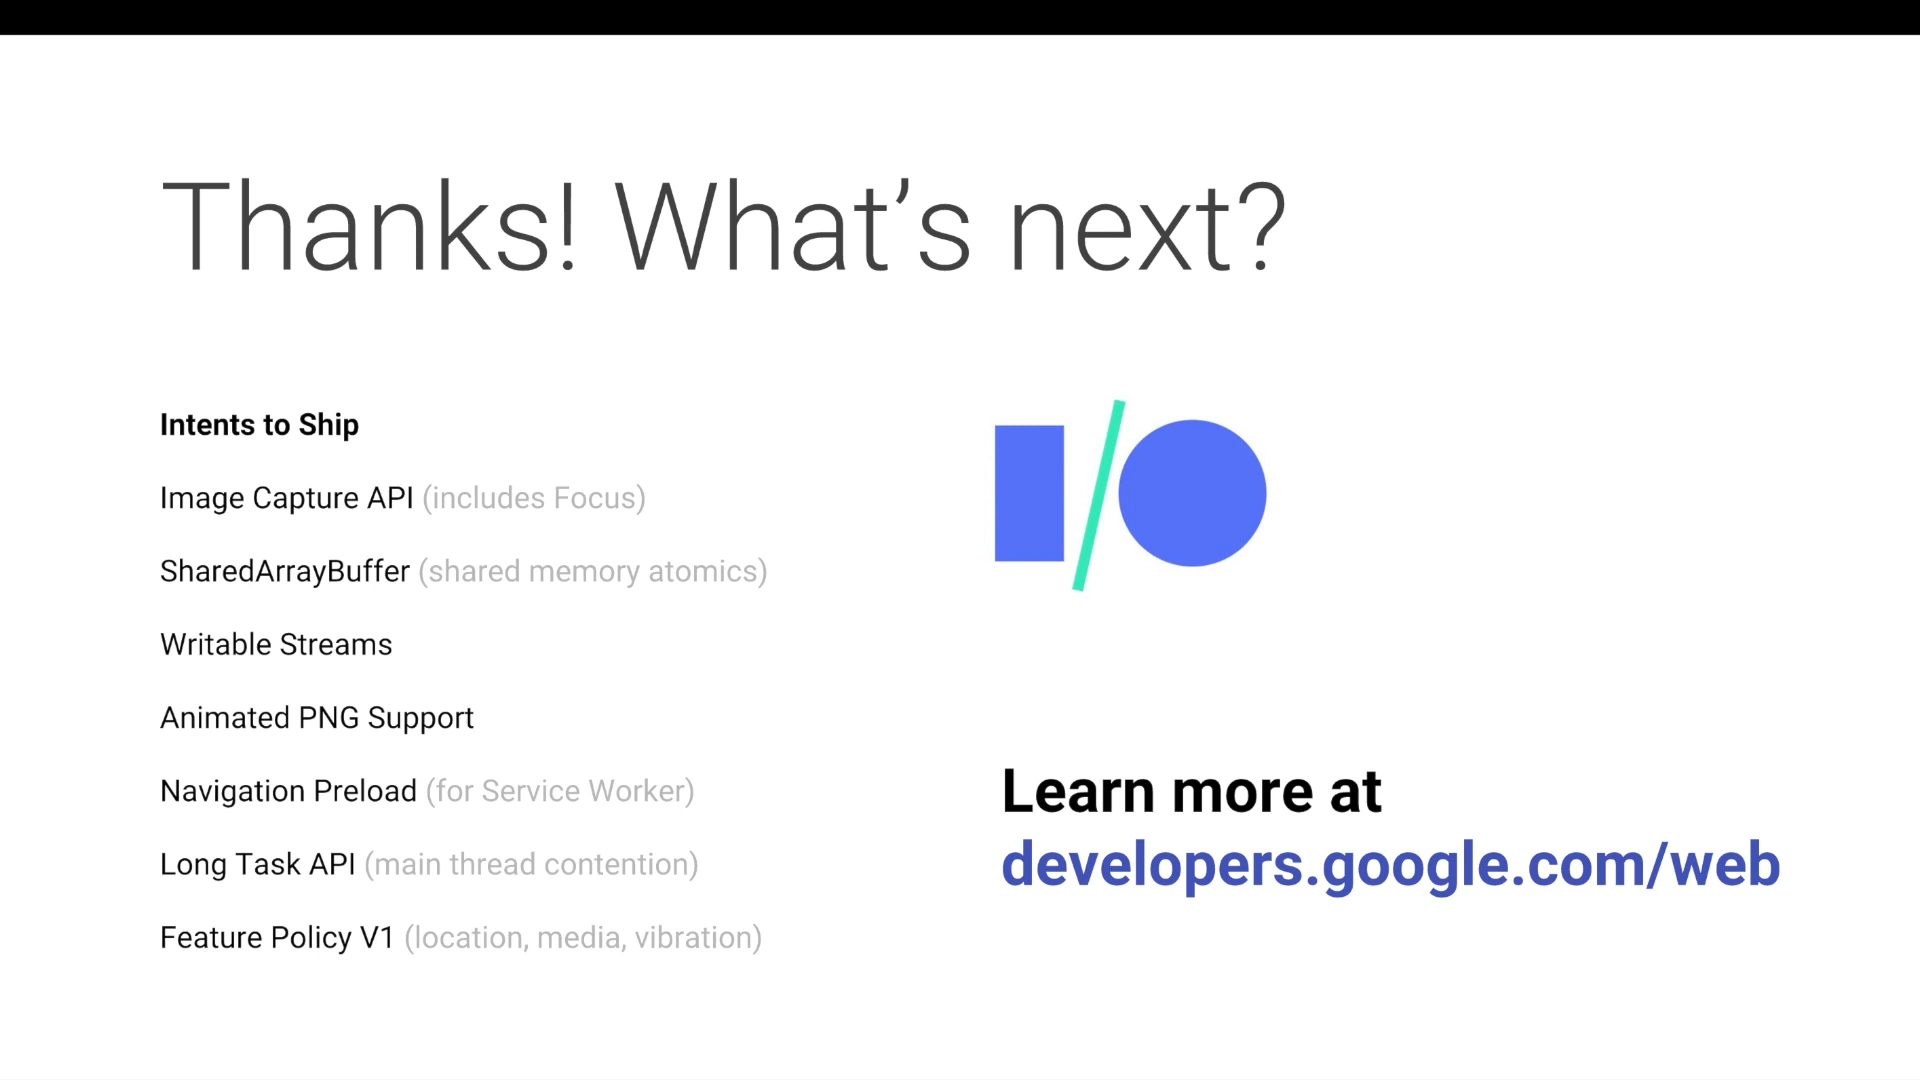 Thanks! What’s next?
Intents to Ship
Image Capture API (includes Focus)
SharedArrayBuffer (shared memory atomics)
Writable Streams
Animated PNG Support
Navigation Preload (for Service Worker)
Long Task API (main thread contention)
Feature Policy V1 (location, media, vibration)
I/O
Learn more at
developers.google.com/web